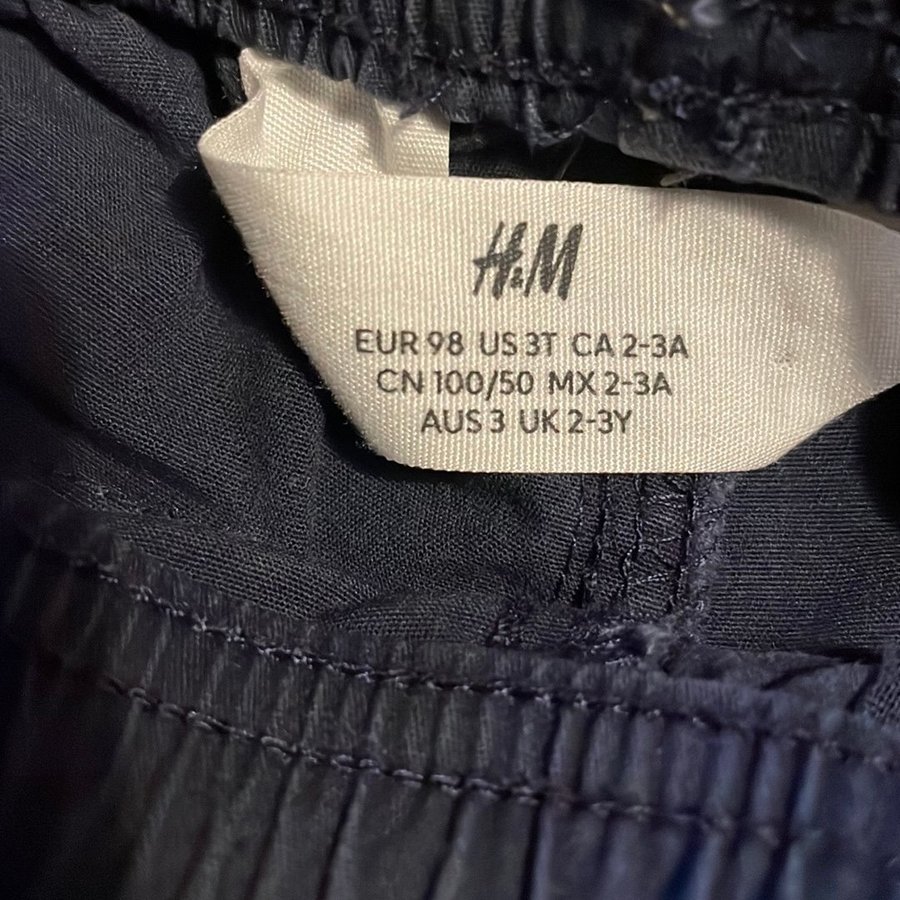 H&M
EUR 98 US 3T CA 2-3A
CN 100/50 MX 2-3A
AUS 3 UK 2-3Y